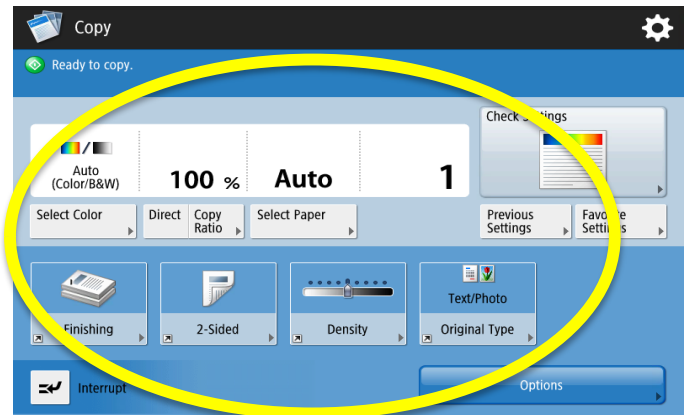 Copy
Ready to copy.
Check Settings
Auto
(Color/B&W)
100 %
Auto
1
Select Color
Direct
Copy
Ratio
Select Paper
Previous
Settings
Favorite
Settings
Text/Photo
Finishing
2-Sided
Density
Original Type
Interrupt
Options